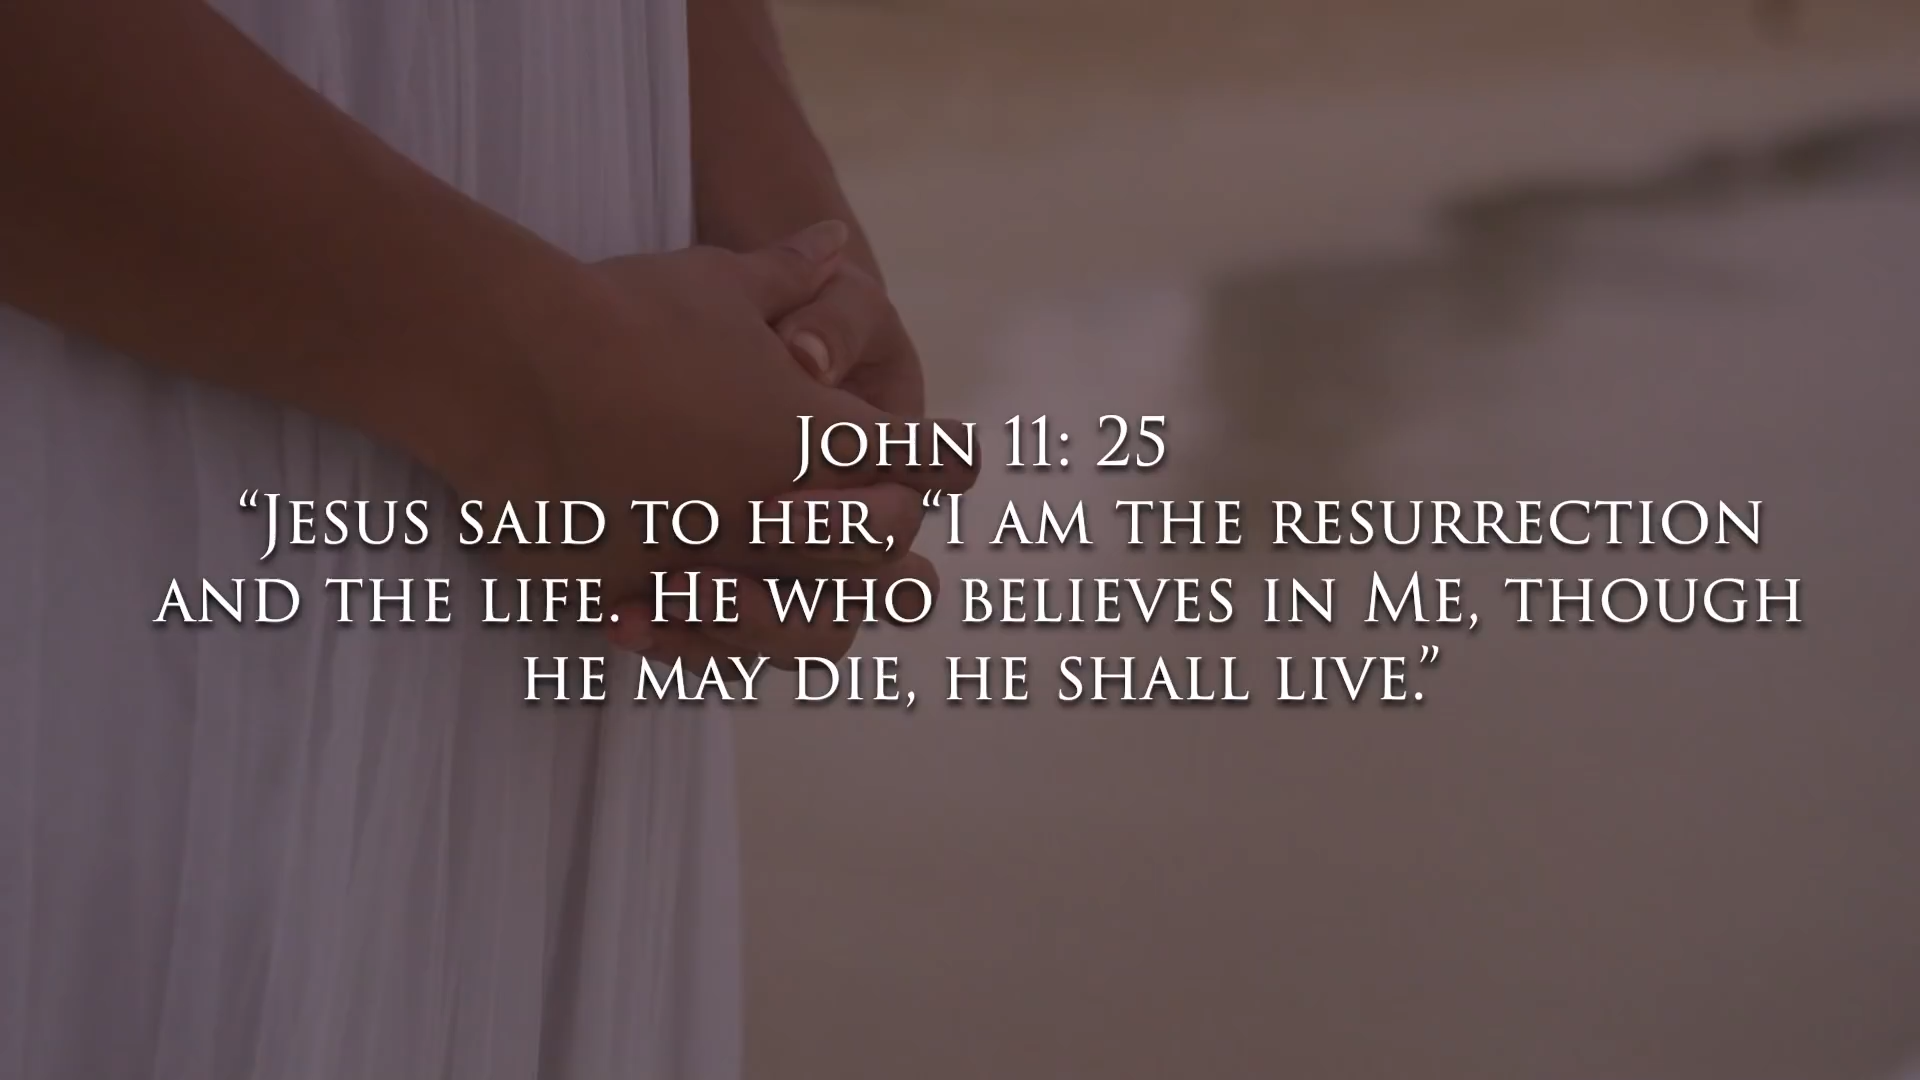 John 11: 25
“Jesus said to her, “I am the resurrection
and the life. He who believes in Me, though
he may die, he shall live.”